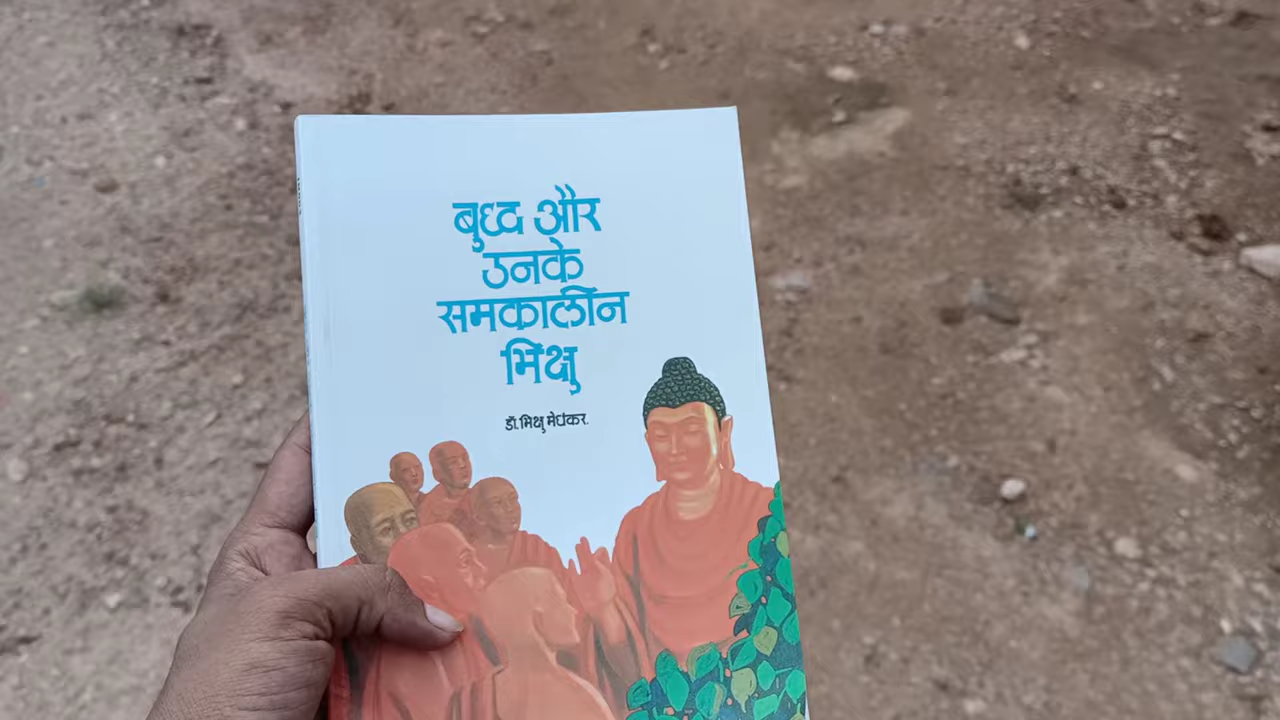 बुध्द और
उनके
समकालीन
भिक्षु
डॉ. भिक्षु मेधंकर.